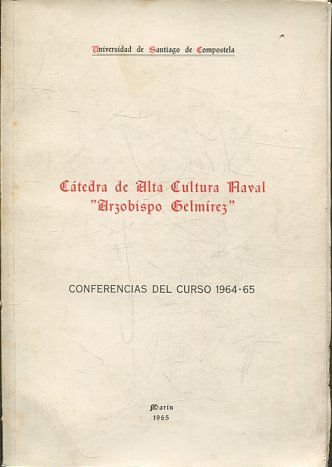 Universidad de Santiago de Compostela
Cátedra de Alta Cultura Naval
"Arzobispo Gelmírez"
CONFERENCIAS DEL CURSO 1964-65
Marín
1965